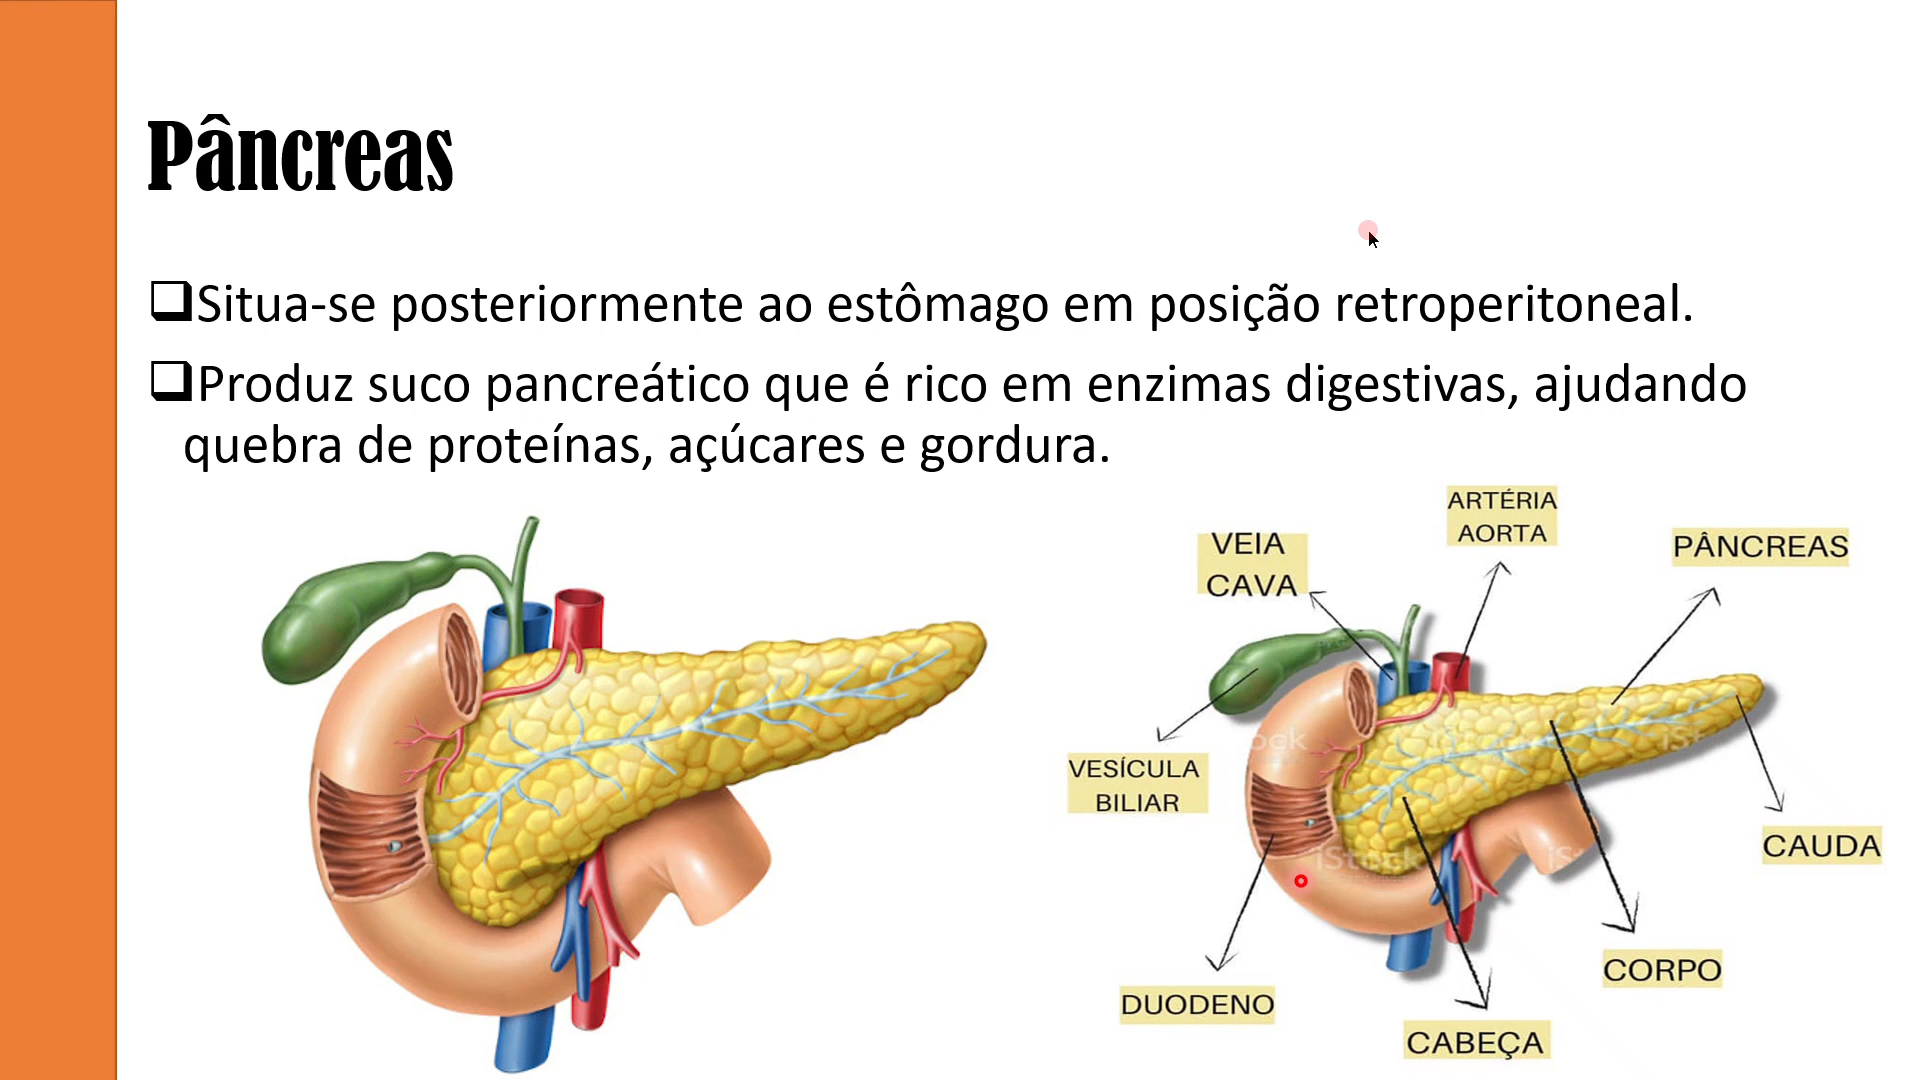 Pâncreas
Situa-se posteriormente ao estômago em posição retroperitoneal.
Produz suco pancreático que é rico em enzimas digestivas, ajudando
quebra de proteínas, açúcares e gordura.
ARTÉRIA
AORTA
VEIA
CAVA
PÂNCREAS
VESÍCULA
BILIAR
CAUDA
CORPO
DUODENO
CABEÇA
iStock